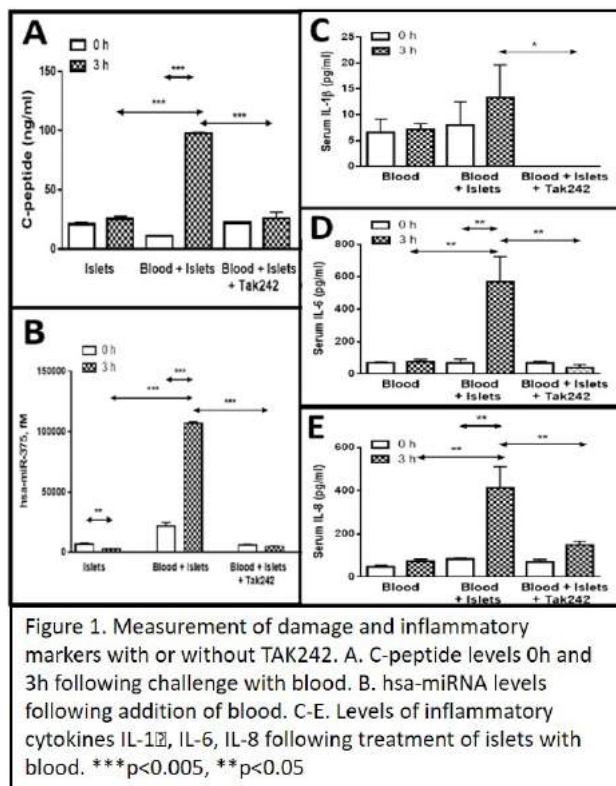 A
0 h
3 h
***
***
***
C-peptide (ng/ml)
150
100
50
0
Islets
Blood + Islets
Blood + Islets
+ Tak242
B
0 h
3 h
***
***
***
**
hsa-miR-375, fM
150000
100000
50000
0
Islets
Blood + Islets
Blood + Islets
+ Tak242
C
0 h
3 h
*
Serum IL-1β (pg/ml)
25
20
15
10
5
0
Blood
Blood
+ Islets
Blood + Islets
+ Tak242
D
0 h
3 h
**
**
**
Serum IL-6 (pg/ml)
800
600
400
200
0
Blood
Blood
+ Islets
Blood + Islets
+ Tak242
E
0 h
3 h
**
**
**
Serum IL-8 (pg/ml)
600
400
200
0
Blood
Blood
+ Islets
Blood + Islets
+ Tak242
Figure 1. Measurement of damage and inflammatory
markers with or without TAK242. A. C-peptide levels 0h and
3h following challenge with blood. B. hsa-miRNA levels
following addition of blood. C-E. Levels of inflammatory
cytokines IL-1⍰, IL-6, IL-8 following treatment of islets with
blood. ***p<0.005, **p<0.05